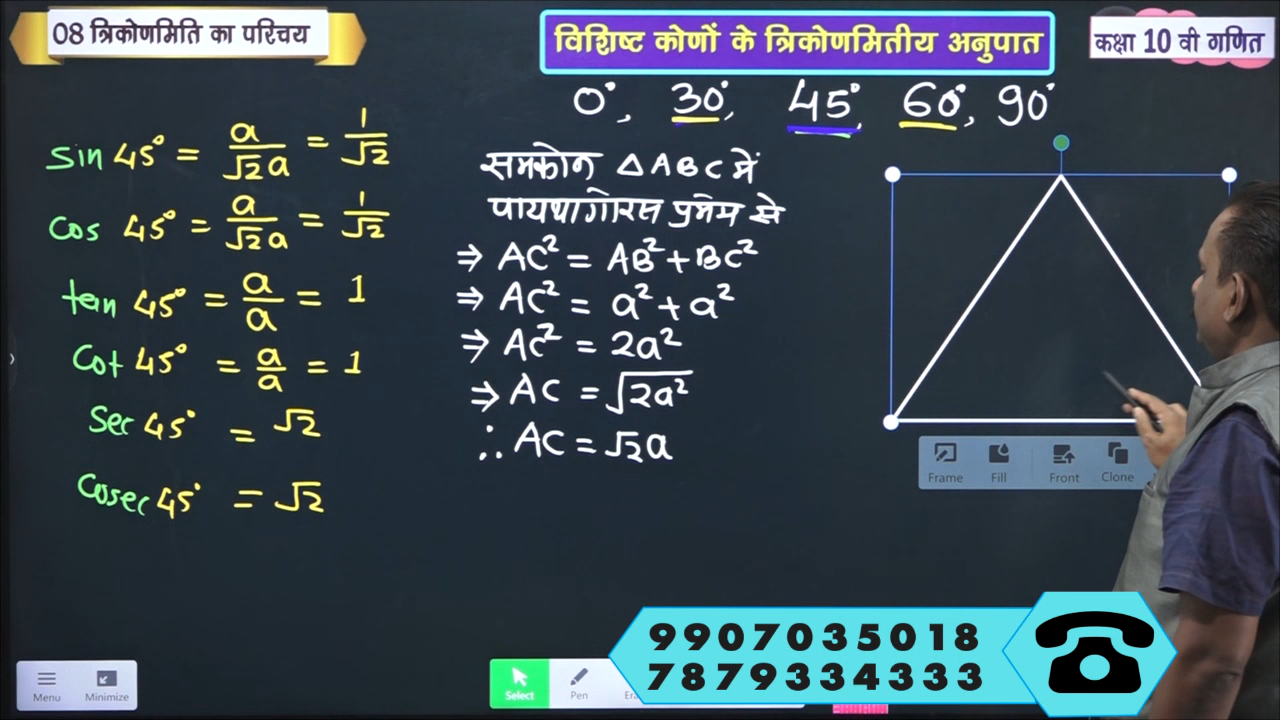 08 त्रिकोणमिति का परिचय
विशिष्ट कोणों के त्रिकोणमितीय अनुपात
कक्षा 10 वी गणित
0°, 30°, 45°, 60°, 90°
sin 45° = a/√2a = 1/√2
cos 45° = a/√2a = 1/√2
tan 45° = a/a = 1
Cot 45° = a/a = 1
Sec 45° = √2
Cosec 45° = √2
समकोन △ABC में
पायथागोरस प्रमेय से
⇒ AC² = AB² + BC²
⇒ AC² = a² + a²
⇒ AC² = 2a²
⇒ AC = √2a²
∴ AC = √2a
Frame Fill Front Clone
9907035018
7879334333
Menu Minimize
Select Pen